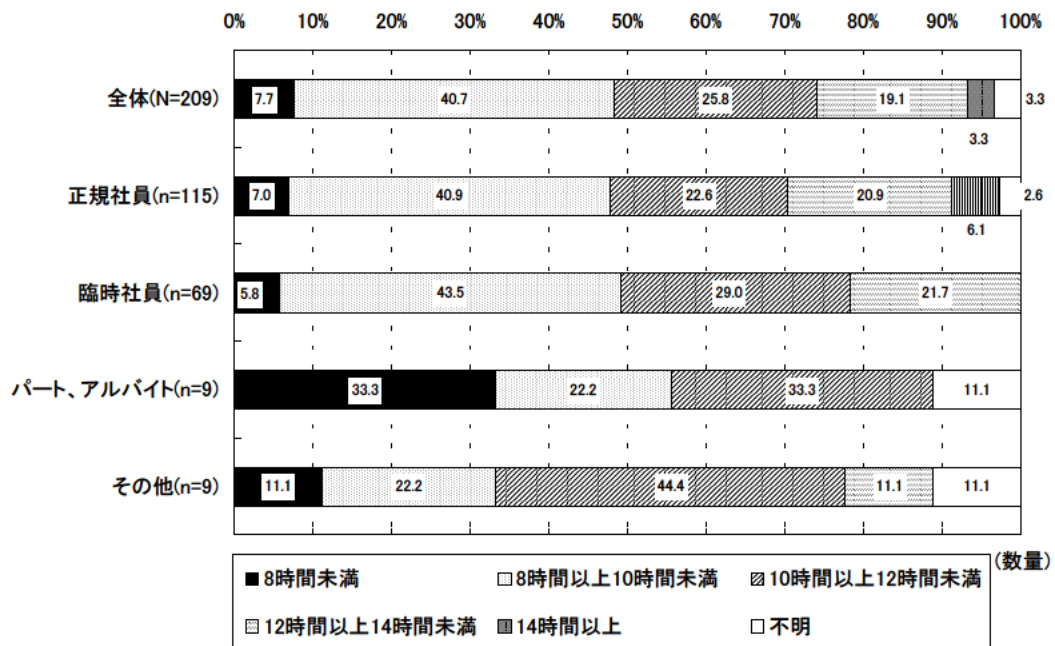 0% 10% 20% 30% 40% 50% 60% 70% 80% 90% 100%
全体(N=209) 7.7 40.7 25.8 19.1 3.3
3.3
正規社員(n=115) 7.0 40.9 22.6 20.9 2.6
6.1
臨時社員(n=69) 5.8 43.5 29.0 21.7
パート、アルバイト(n=9) 33.3 22.2 33.3 11.1
その他(n=9) 11.1 22.2 44.4 11.1 11.1
(数量)
8時間未満 8時間以上10時間未満 10時間以上12時間未満
12時間以上14時間未満 14時間以上 不明